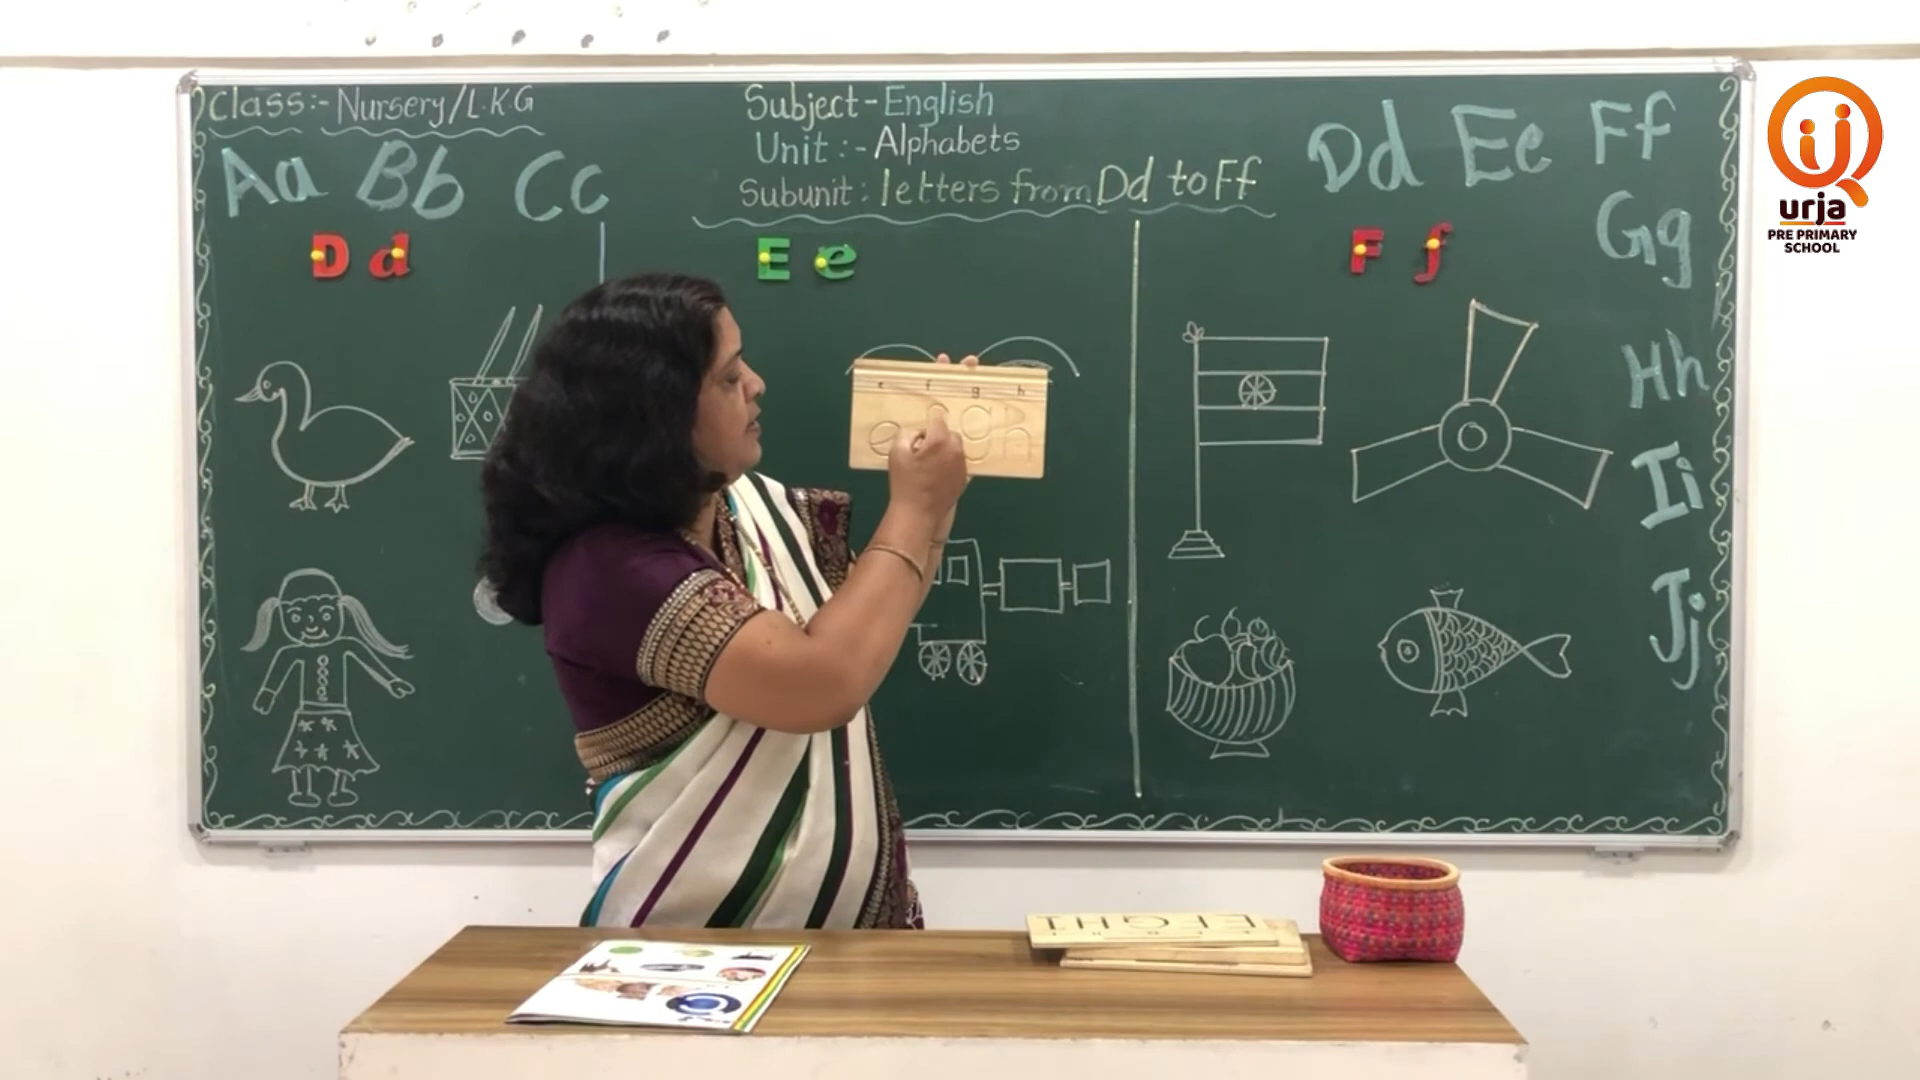 Class:- Nursery/L.K.G
Subject- English
Unit :- Alphabets
Subunit : letters from Dd to Ff
Aa Bb Cc
Dd Ee Ff
Gg
Hh
Ii
Jj
D d
E e
F f
e f g h
e f g h
E F G H I
urja
PRE PRIMARY
SCHOOL